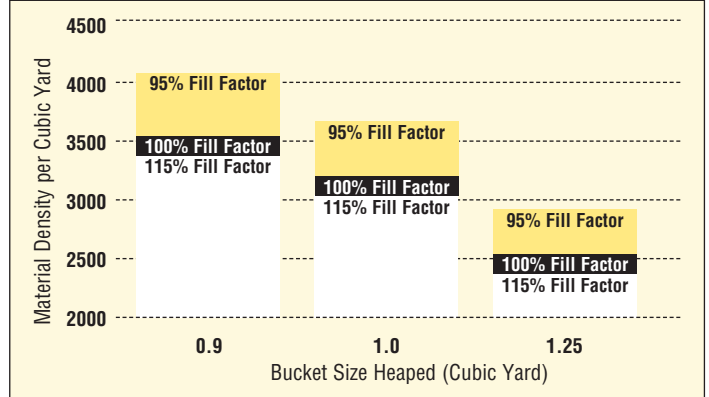 Material Density per Cubic Yard
4500
4000
3500
3000
2500
2000
95% Fill Factor
100% Fill Factor
115% Fill Factor
95% Fill Factor
100% Fill Factor
115% Fill Factor
95% Fill Factor
100% Fill Factor
115% Fill Factor
0.9
1.0
1.25
Bucket Size Heaped (Cubic Yard)